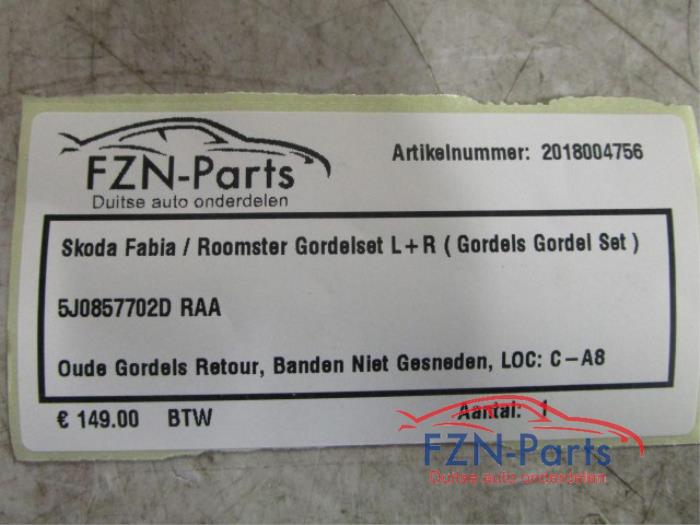 FZN-Parts
Duitse auto onderdelen
Artikelnummer: 2018004756
Skoda Fabia / Roomster Gordelset L+R ( Gordels Gordel Set )
5J0857702D RAA
Oude Gordels Retour, Banden Niet Gesneden, LOC: C-A8
€ 149.00 BTW
Aantal: 1
FZN-Parts
Duitse auto onderdelen